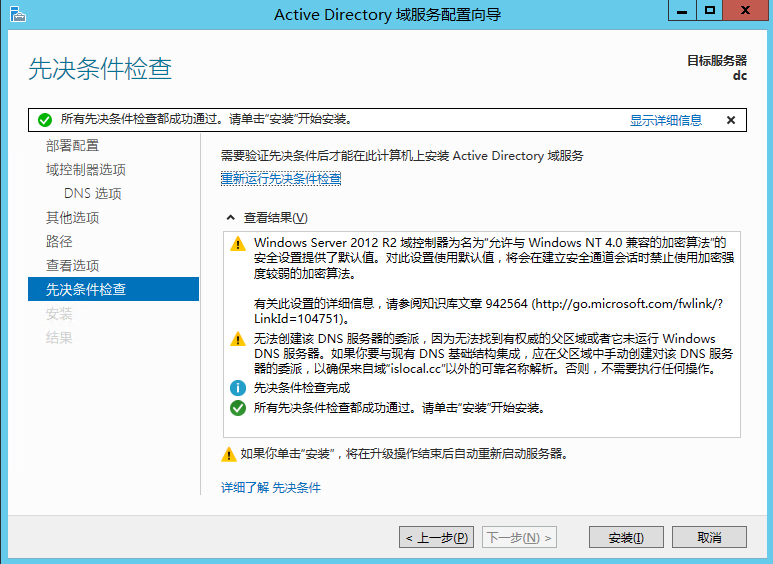 Active Directory 域服务配置向导
先决条件检查
目标服务器
dc
所有先决条件检查都成功通过。请单击"安装"开始安装。
显示详细信息
部署配置
域控制器选项
DNS 选项
其他选项
路径
查看选项
先决条件检查
安装
结果
需要验证先决条件后才能在此计算机上安装 Active Directory 域服务
重新运行先决条件检查
查看结果(V)
Windows Server 2012 R2 域控制器为名为"允许与 Windows NT 4.0 兼容的加密算法"的
安全设置提供了默认值。对此设置使用默认值，将会在建立安全通道会话时禁止使用加密强
度较弱的加密算法。
有关此设置的详细信息，请参阅知识库文章 942564 (http://go.microsoft.com/fwlink/?
LinkId=104751)。
无法创建该 DNS 服务器的委派，因为无法找到有权威的父区域或者它未运行 Windows
DNS 服务器。如果你要与现有 DNS 基础结构集成，应在父区域中手动创建对该 DNS 服务
器的委派，以确保来自域"islocal.cc"以外的可靠名称解析。否则，不需要执行任何操作。
先决条件检查完成
所有先决条件检查都成功通过。请单击"安装"开始安装。
如果你单击"安装"，将在升级操作结束后自动重新启动服务器。
详细了解 先决条件
< 上一步(P)
下一步(N) >
安装(I)
取消